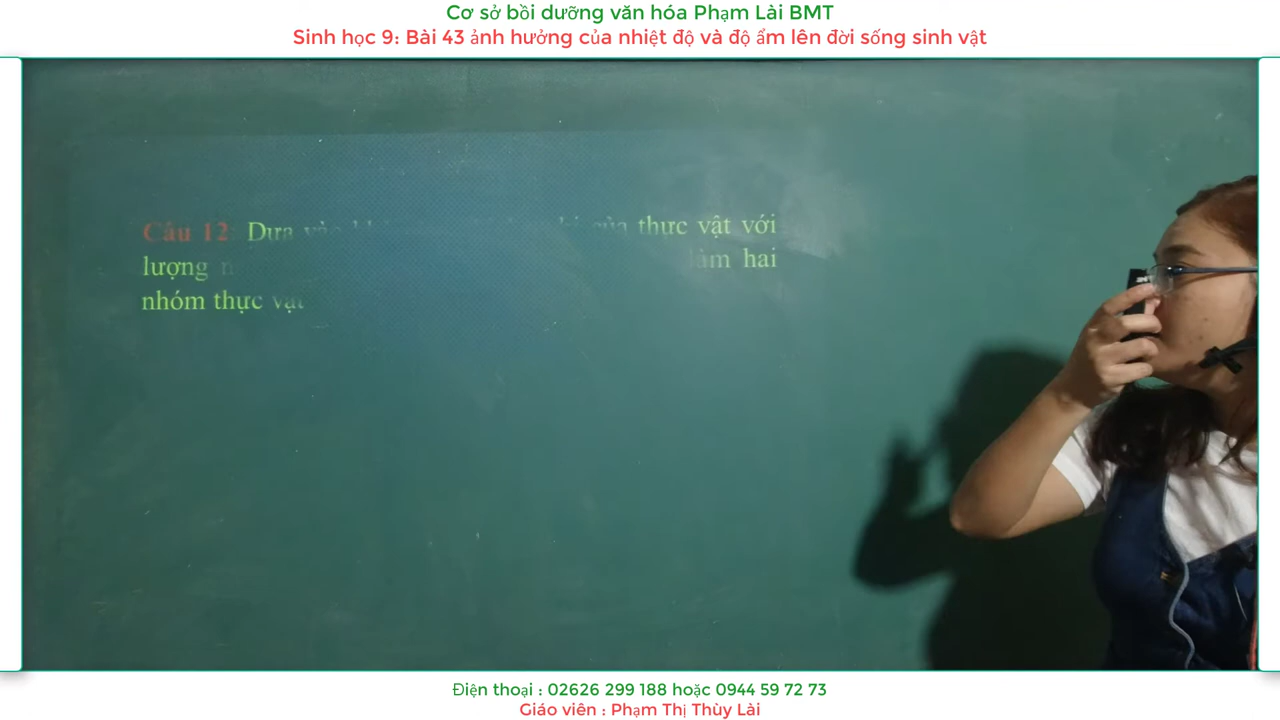 Cơ sở bồi dưỡng văn hóa Phạm Lài BMT
Sinh học 9: Bài 43 ảnh hưởng của nhiệt độ và độ ẩm lên đời sống sinh vật
Câu 12: Dựa vào của thực vật với
lượng làm hai
nhóm thực vật
Điện thoại : 02626 299 188 hoặc 0944 59 72 73
Giáo viên : Phạm Thị Thùy Lài